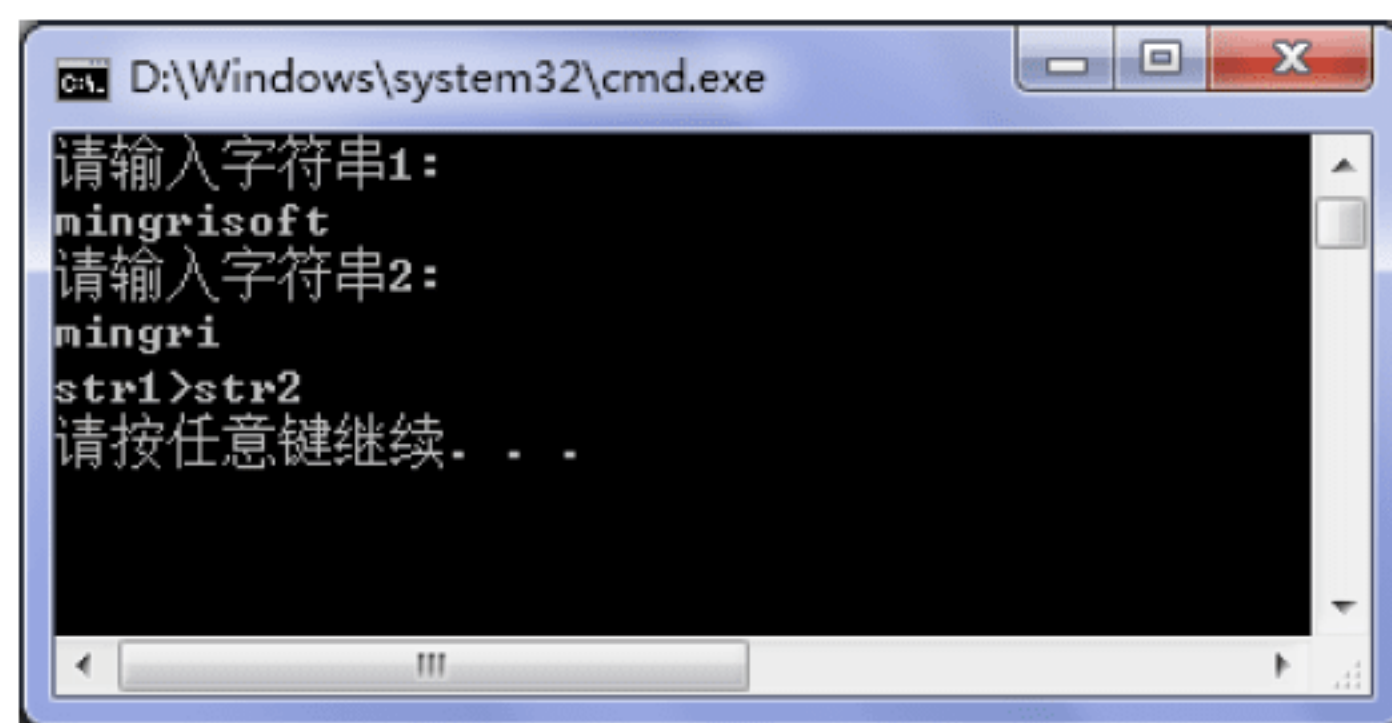 D:\Windows\system32\cmd.exe
请输入字符串1:
mingrisoft
请输入字符串2:
mingri
str1>str2
请按任意键继续. . .